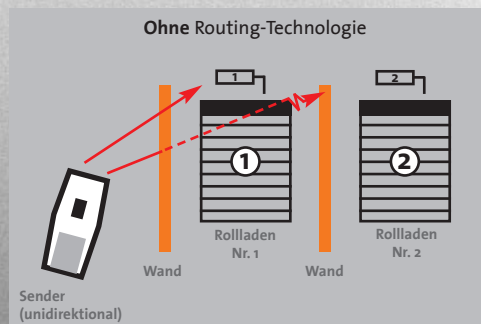 Ohne Routing-Technologie
1
2
1
2
Rollladen
Nr. 1
Rollladen
Nr. 2
Wand
Wand
Sender
(unidirektional)